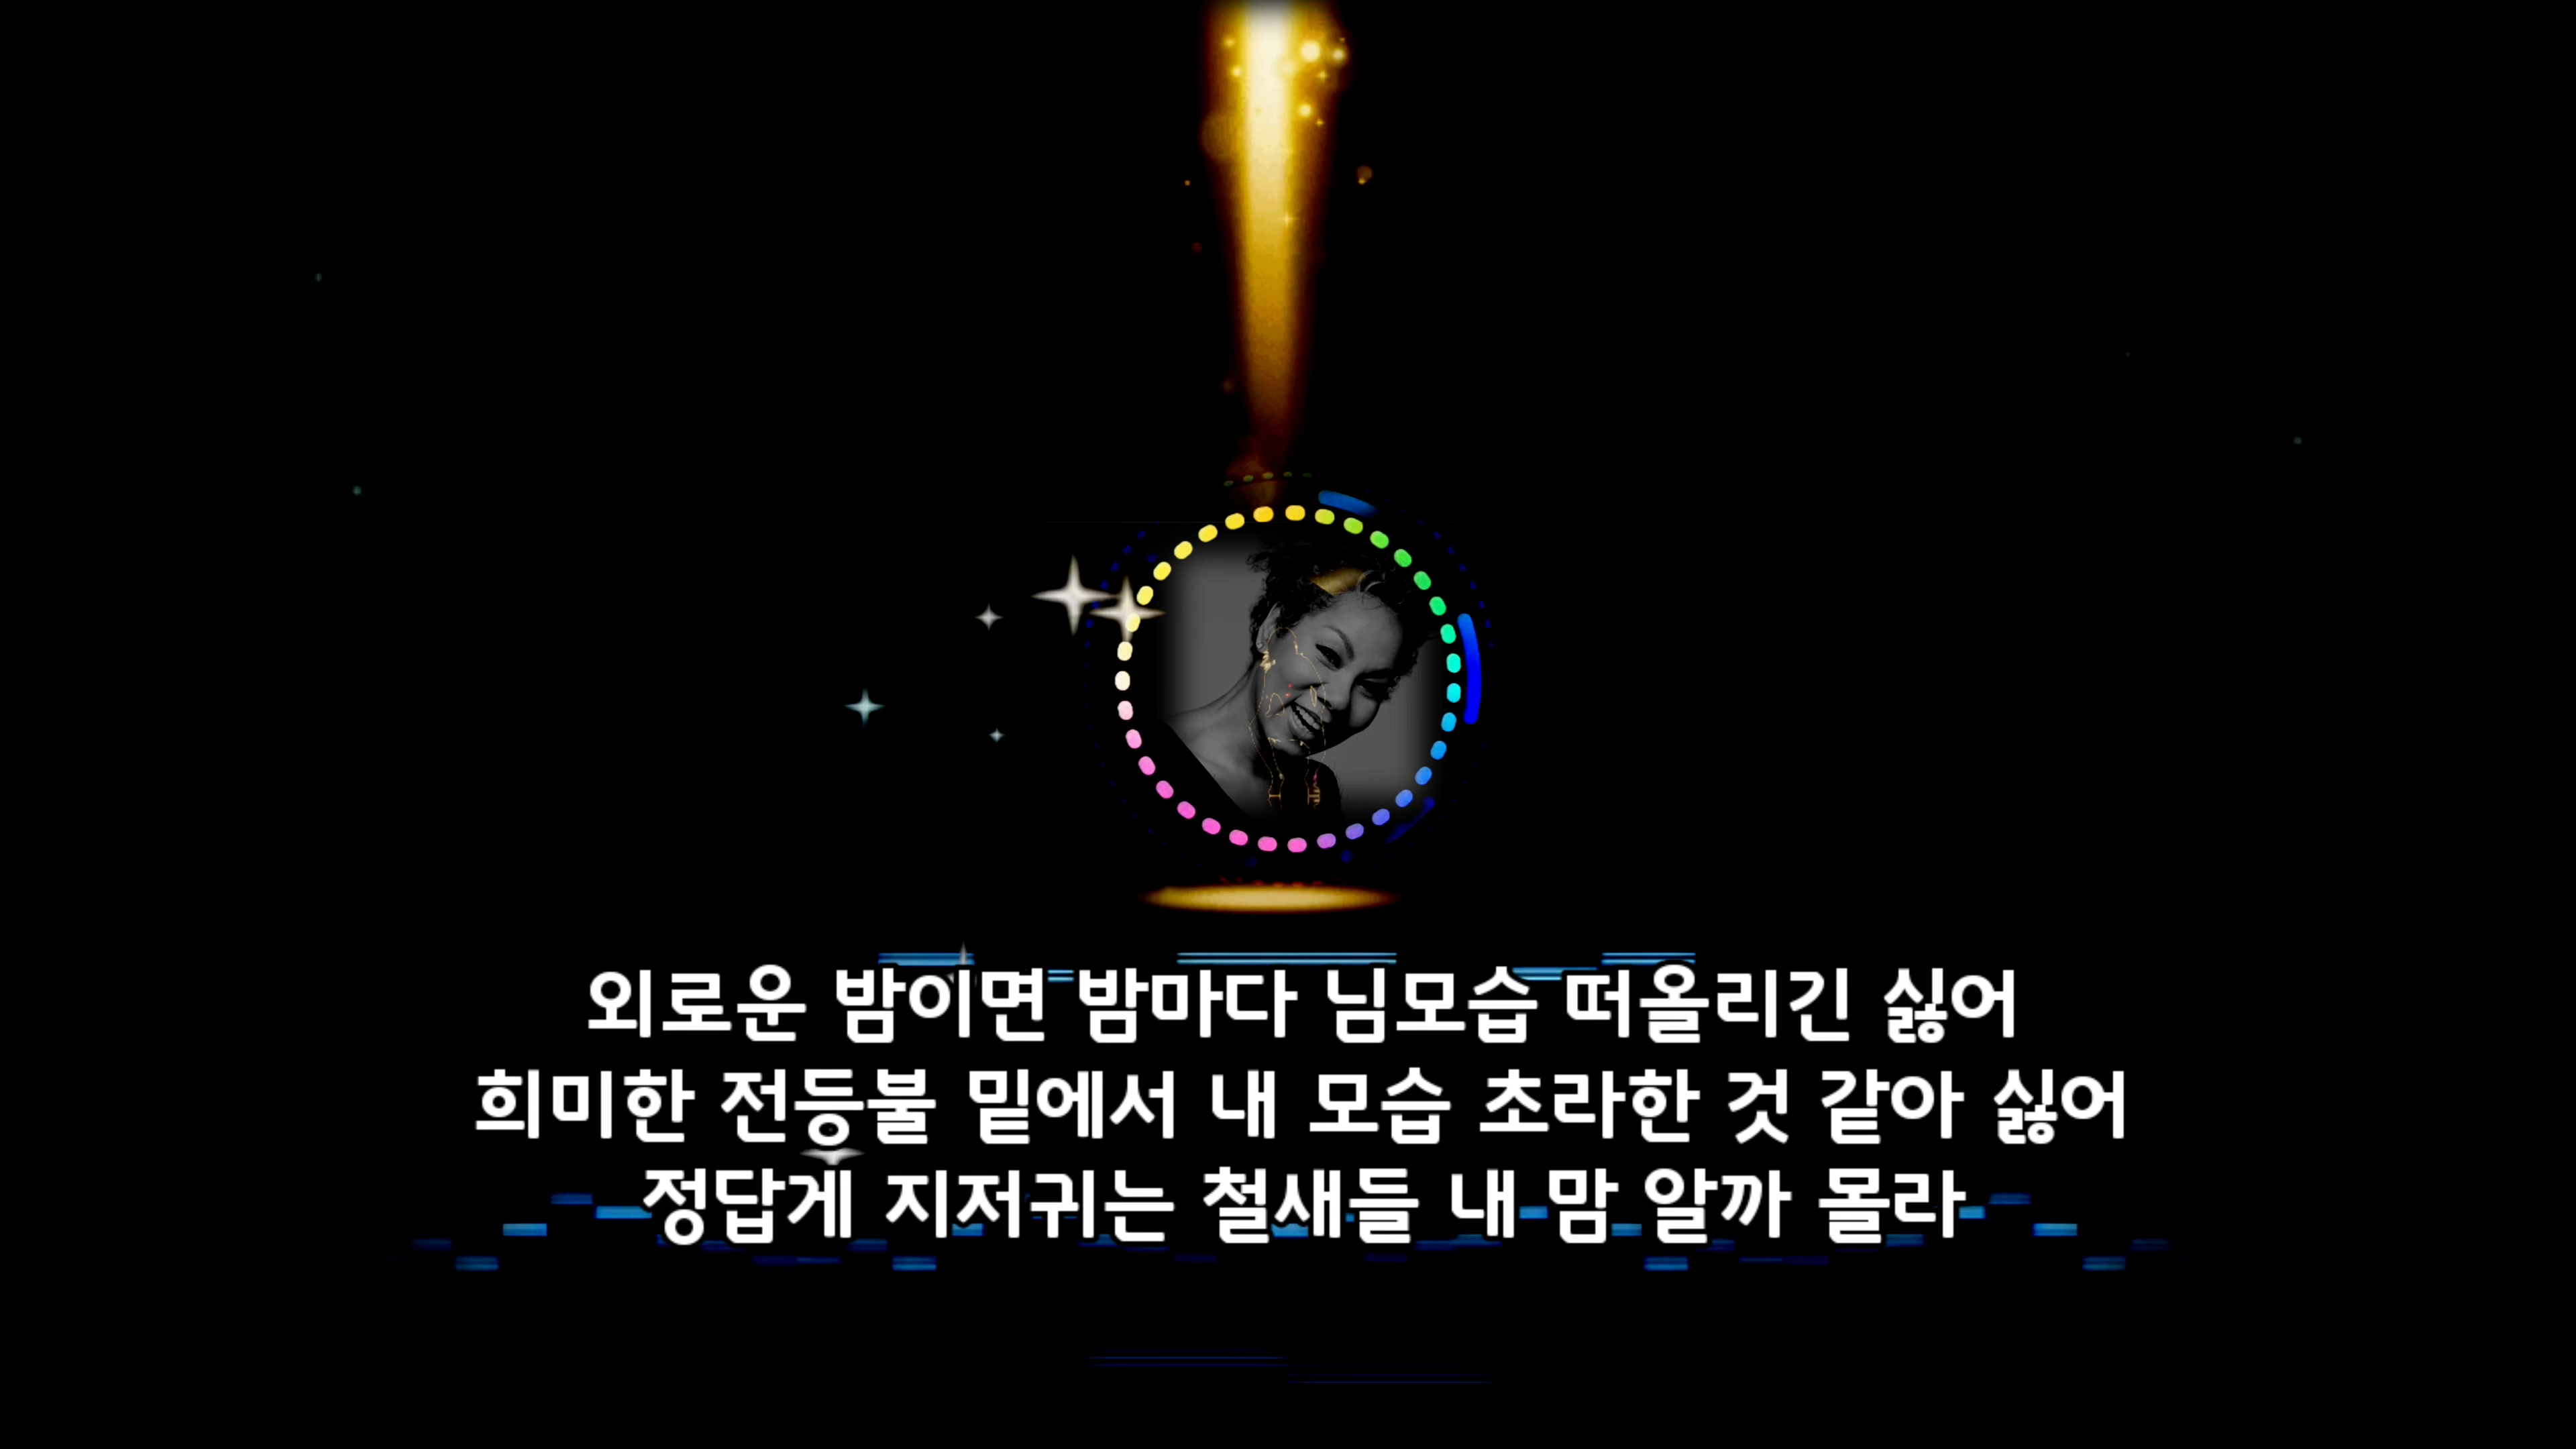 외로운 밤이면 밤마다 님모습 떠올리긴 싫어
희미한 전등불 밑에서 내 모습 초라한 것 같아 싫어
정답게 지저귀는 철새들 내 맘 알까 몰라